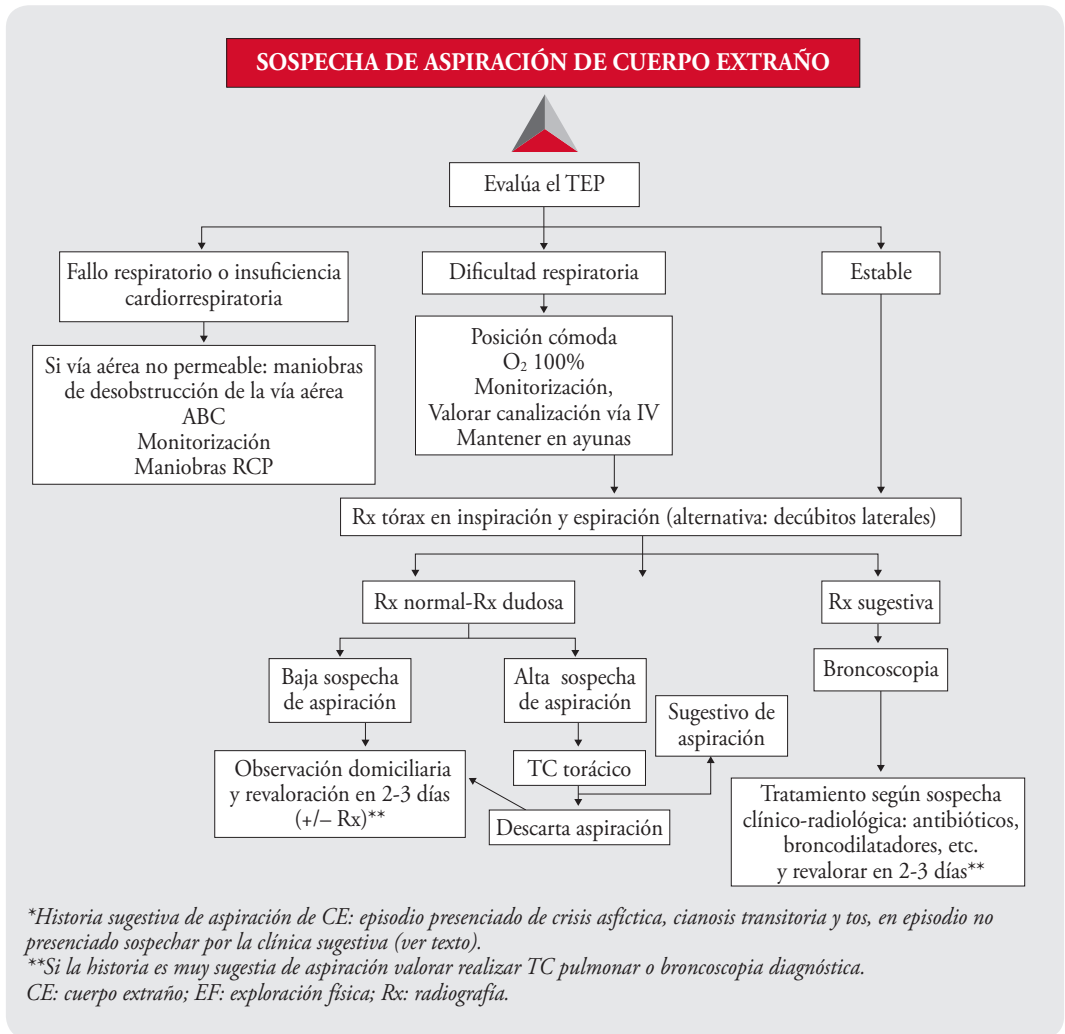 SOSPECHA DE ASPIRACIÓN DE CUERPO EXTRAÑO
Evalúa el TEP
Fallo respiratorio o insuficiencia
cardiorrespiratoria
Dificultad respiratoria
Estable
Si vía aérea no permeable: maniobras
de desobstrucción de la vía aérea
ABC
Monitorización
Maniobras RCP
Posición cómoda
O₂ 100%
Monitorización,
Valorar canalización vía IV
Mantener en ayunas
Rx tórax en inspiración y espiración (alternativa: decúbitos laterales)
Rx normal-Rx dudosa
Rx sugestiva
Baja sospecha
de aspiración
Alta sospecha
de aspiración
Broncoscopia
Sugestivo de
aspiración
Observación domiciliaria
y revaloración en 2-3 días
(+/– Rx)**
TC torácico
Descarta aspiración
Tratamiento según sospecha
clínico-radiológica: antibióticos,
broncodilatadores, etc.
y revalorar en 2-3 días**
*Historia sugestiva de aspiración de CE: episodio presenciado de crisis asfíctica, cianosis transitoria y tos, en episodio no
presenciado sospechar por la clínica sugestiva (ver texto).
**Si la historia es muy sugestia de aspiración valorar realizar TC pulmonar o broncoscopia diagnóstica.
CE: cuerpo extraño; EF: exploración física; Rx: radiografía.